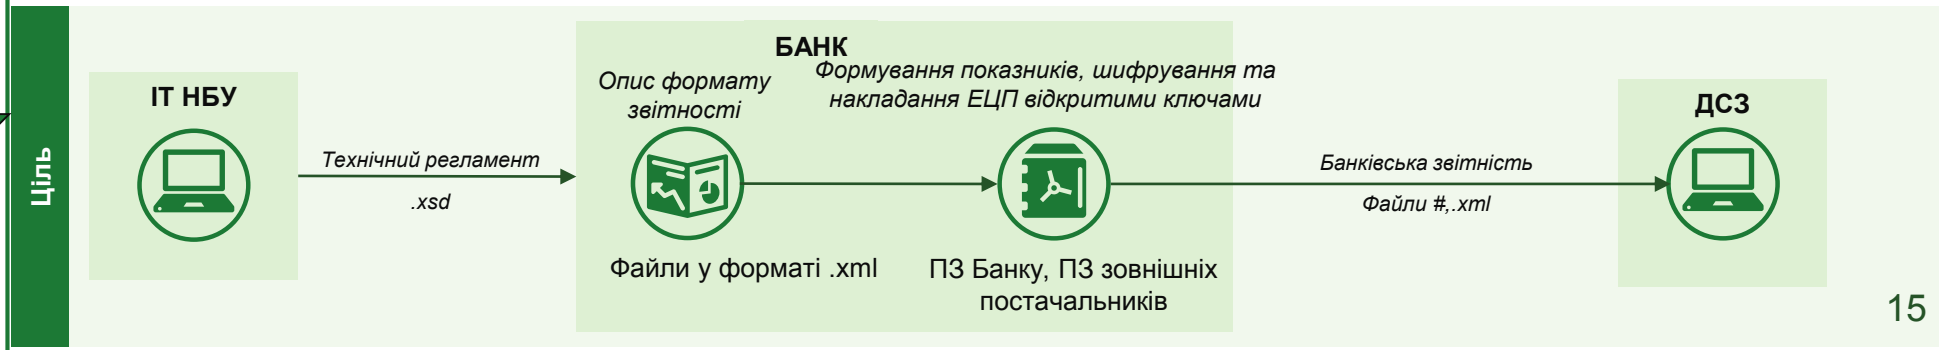 Ціль
ІТ НБУ
Технічний регламент
.xsd
БАНК
Опис формату
звітності
Файли у форматі .xml
Формування показників, шифрування та
накладання ЕЦП відкритими ключами
ПЗ Банку, ПЗ зовнішніх
постачальників
Банківська звітність
Файли #,.xml
ДСЗ
15